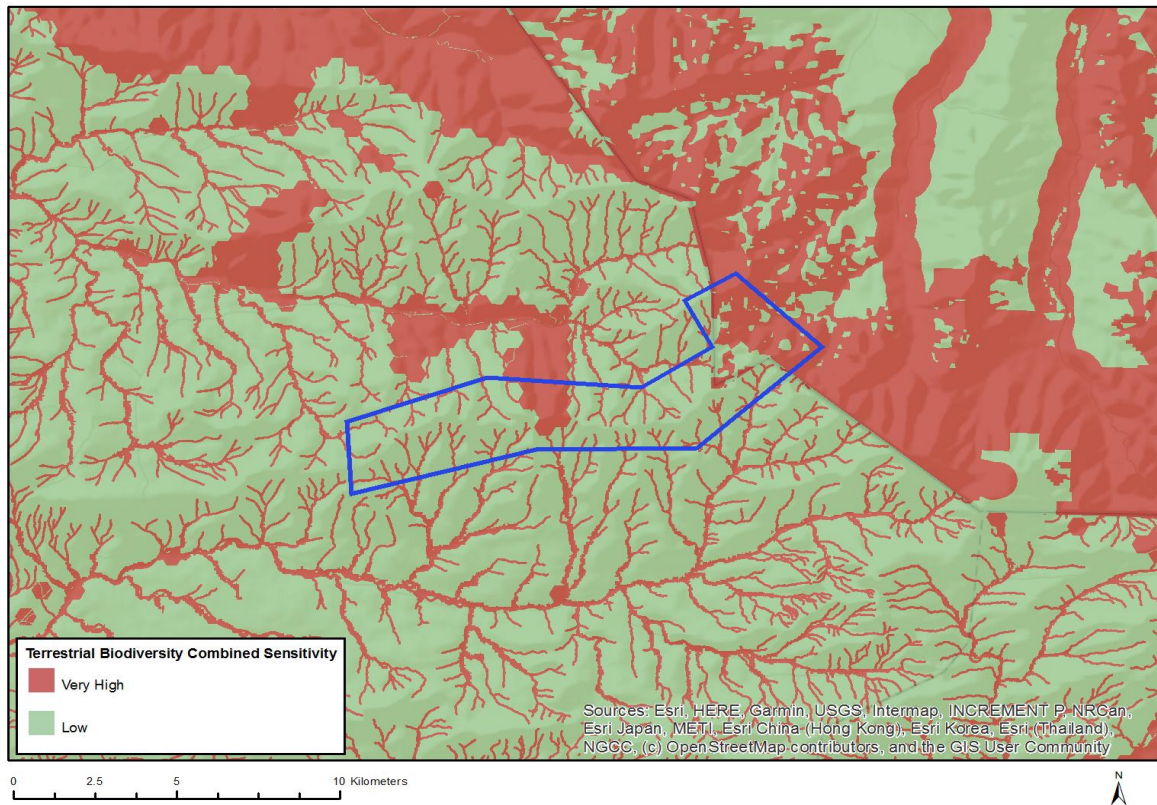 Terrestrial Biodiversity Combined Sensitivity
Very High
Low
Sources: Esri, HERE, Garmin, USGS, Intermap, INCREMENT P, NRCan,
Esri Japan, METI, Esri China (Hong Kong), Esri Korea, Esri (Thailand),
NGCC, (c) OpenStreetMap contributors, and the GIS User Community
0 2.5 5 10 Kilometers
N